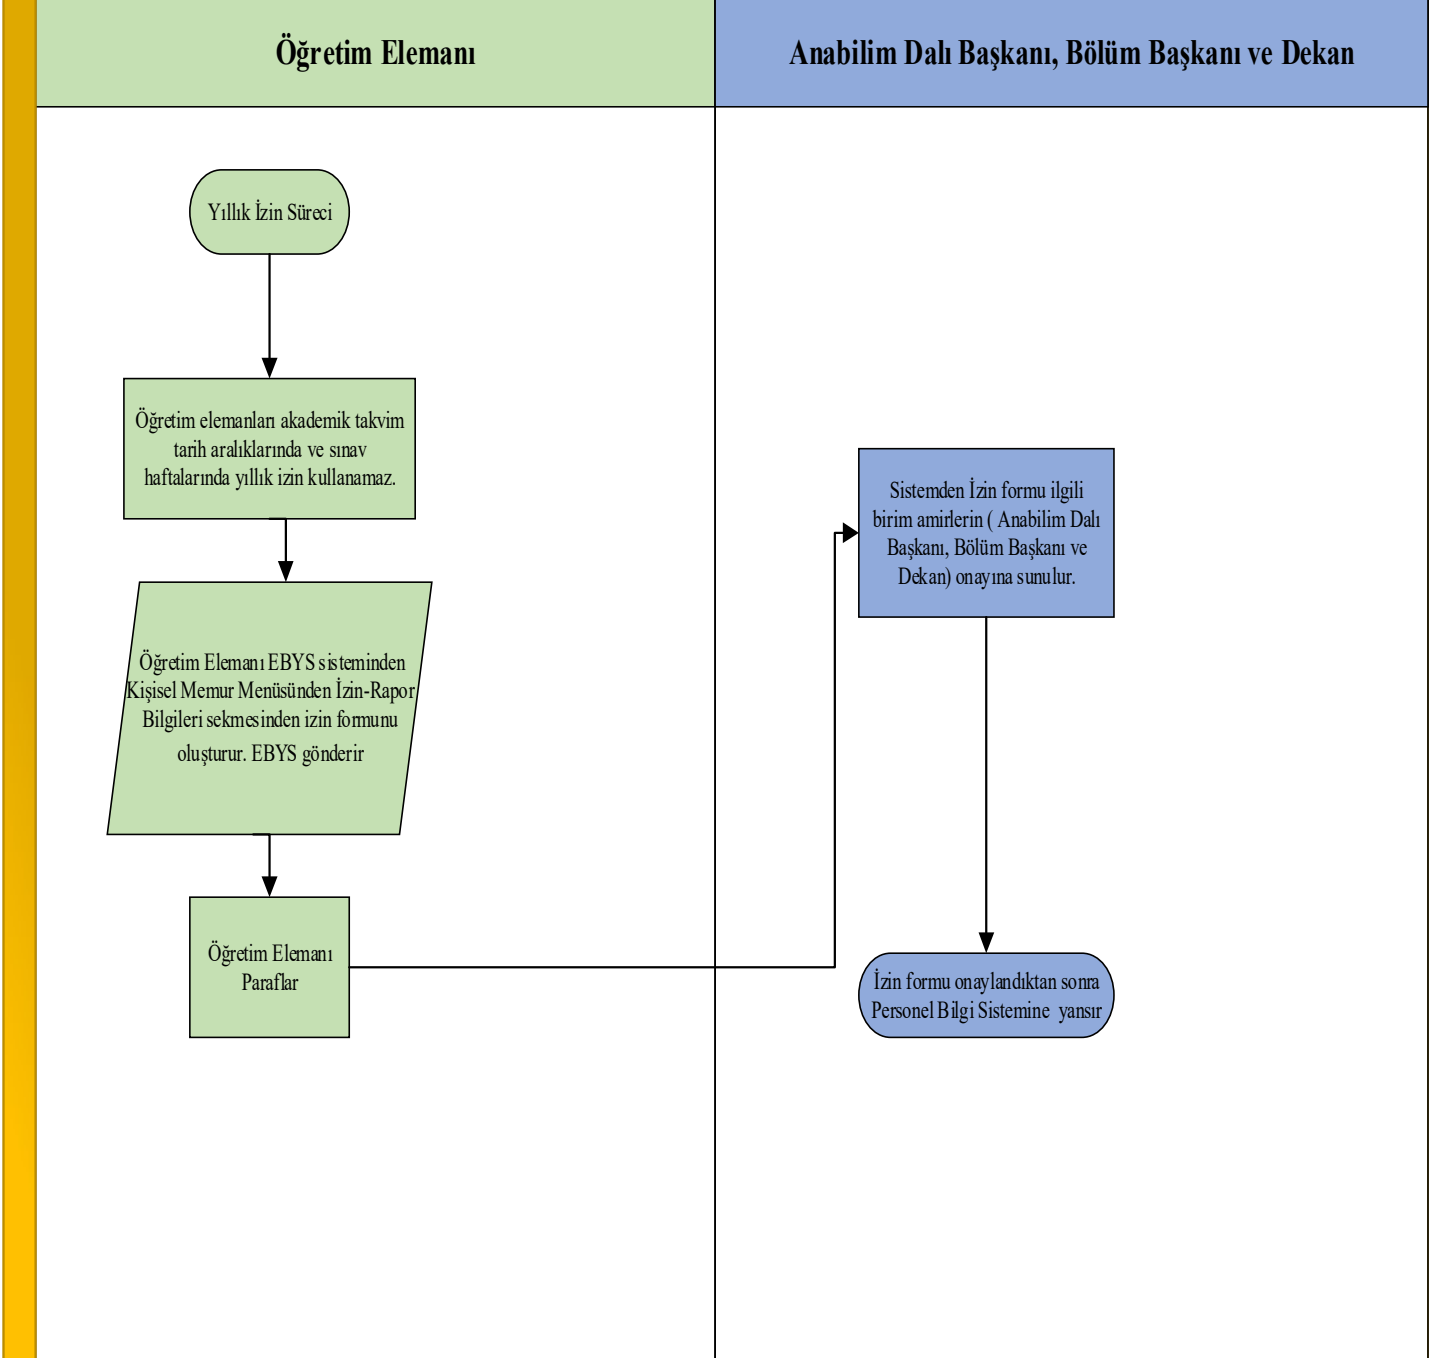 Öğretim Elemanı
Anabilim Dalı Başkanı, Bölüm Başkanı ve Dekan
Yıllık İzin Süreci
Öğretim elemanları akademik takvim
tarih aralıklarında ve sınav
haftalarında yıllık izin kullanamaz.
Öğretim Elemanı EBYS sisteminden
Kişisel Memur Menüsünden İzin-Rapor
Bilgileri sekmesinden izin formunu
oluşturur. EBYS gönderir
Öğretim Elemanı
Paraflar
Sistemden İzin formu ilgili
birim amirlerin ( Anabilim Dalı
Başkanı, Bölüm Başkanı ve
Dekan) onayına sunulur.
İzin formu onaylandıktan sonra
Personel Bilgi Sistemine yansır